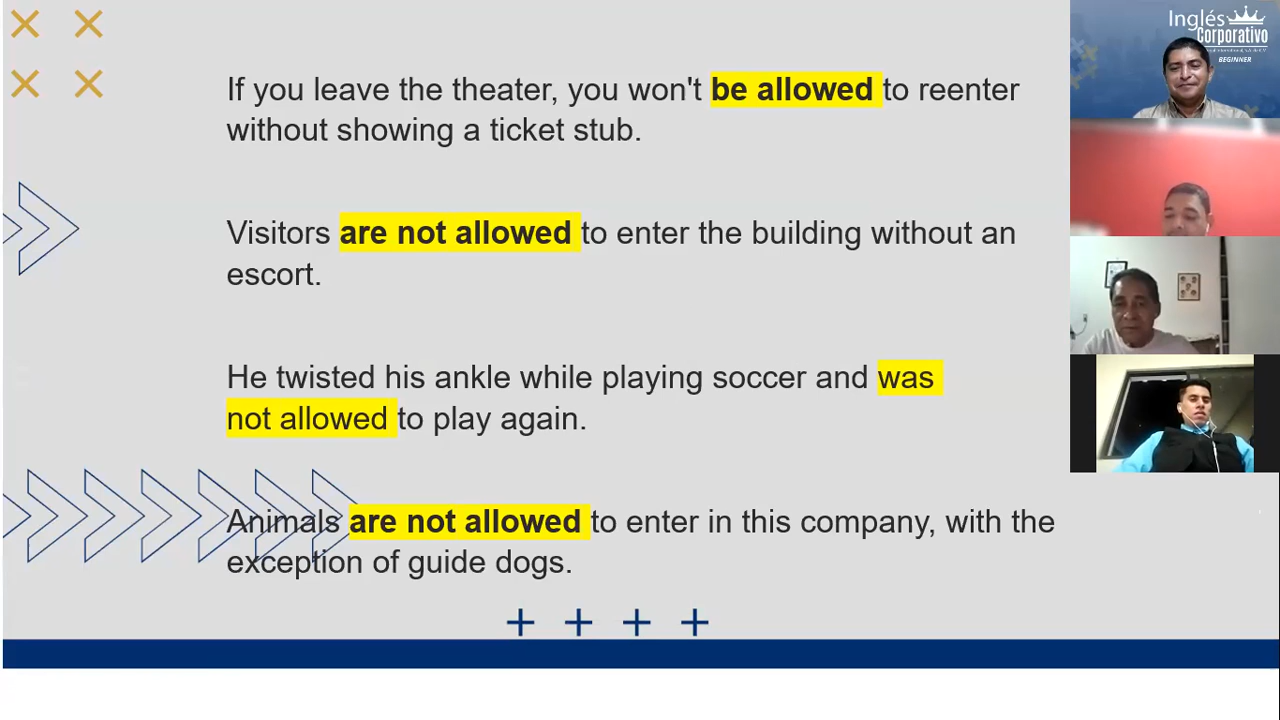 If you leave the theater, you won't be allowed to reenter
without showing a ticket stub.
Visitors are not allowed to enter the building without an
escort.
He twisted his ankle while playing soccer and was
not allowed to play again.
Animals are not allowed to enter in this company, with the
exception of guide dogs.
Inglés
Corporativo
BEGINNER